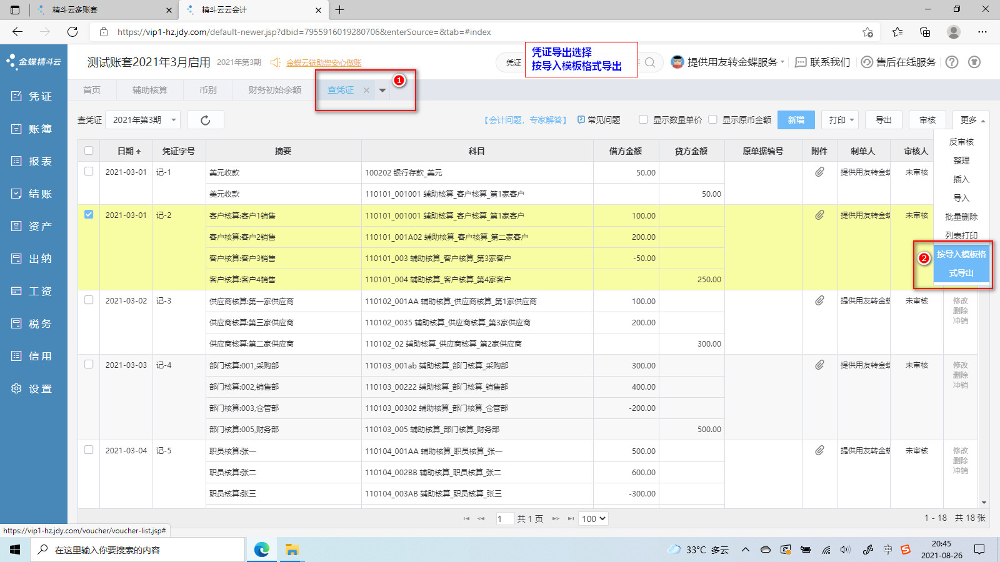 精斗云多账套
精斗云云会计
https://vip1-hz.jdy.com/default-newer.jsp?dbid=7955916019280706&enterSource=&tab=#index
金蝶精斗云
测试账套2021年3月启用 2021年第3期 金蝶云链助您安心做账
凭证
凭证导出选择
按导入模板格式导出
提供用友转金蝶服务 联系我们 售后在线服务
首页 辅助核算 币别 财务初始余额 查凭证
1
凭证
账簿
报表
结账
资产
出纳
工资
税务
信用
设置
查凭证 2021年第3期 【会计问题，专家解答】 常见问题 显示数量单价 显示原币金额 新增 打印 导出 审核 更多
日期 凭证字号 摘要 科目 借方金额 贷方金额 原单据编号 附件 制单人 审核人
2021-03-01 记-1 美元收款 100202 银行存款_美元 50.00 提供用友转金蝶 未审核
美元收款 110101_001001 辅助核算_客户核算_第1家客户 50.00
2021-03-01 记-2 客户核算:客户1销售 110101_001001 辅助核算_客户核算_第1家客户 100.00 提供用友转金蝶 未审核
客户核算:客户2销售 110101_001A02 辅助核算_客户核算_第二家客户 200.00
客户核算:客户3销售 110101_003 辅助核算_客户核算_第3家客户 -50.00
客户核算:客户4销售 110101_004 辅助核算_客户核算_第4家客户 250.00
2021-03-02 记-3 供应商核算:第一家供应商 110102_001AA 辅助核算_供应商核算_第1家供应商 100.00 提供用友转金蝶 未审核
供应商核算:第三家供应商 110102_0035 辅助核算_供应商核算_第3家供应商 200.00
供应商核算:第二家供应商 110102_02 辅助核算_供应商核算_第2家供应商 300.00
2021-03-03 记-4 部门核算:001,采购部 110103_001ab 辅助核算_部门核算_采购部 300.00 提供用友转金蝶 未审核
部门核算:002,销售部 110103_00222 辅助核算_部门核算_销售部 400.00
部门核算:003,仓管部 110103_00302 辅助核算_部门核算_仓管部 -200.00
部门核算:005,财务部 110103_005 辅助核算_部门核算_财务部 500.00
2021-03-04 记-5 职员核算:张一 110104_001AA 辅助核算_职员核算_张一 500.00 提供用友转金蝶 未审核
职员核算:张二 110104_002BB 辅助核算_职员核算_张二 600.00
职员核算:张三 110104_003AB 辅助核算_职员核算_张三 -300.00
反审核
整理
插入
导入
批量删除
列表打印
2
按导入模板格
式导出
修改
删除
冲销
修改
删除
冲销
修改
删除
冲销
1 共 1 页 100 1 - 18 共 18 张
https://vip1-hz.jdy.com/voucher/voucher-list.jsp#
在这里输入你要搜索的内容
33°C 多云
中
20:45
2021-08-26